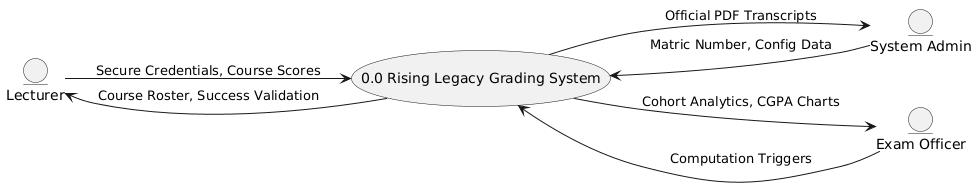 Official PDF Transcripts
Matric Number, Config Data
System Admin
Secure Credentials, Course Scores
0.0 Rising Legacy Grading System
Lecturer
Course Roster, Success Validation
Cohort Analytics, CGPA Charts
Exam Officer
Computation Triggers